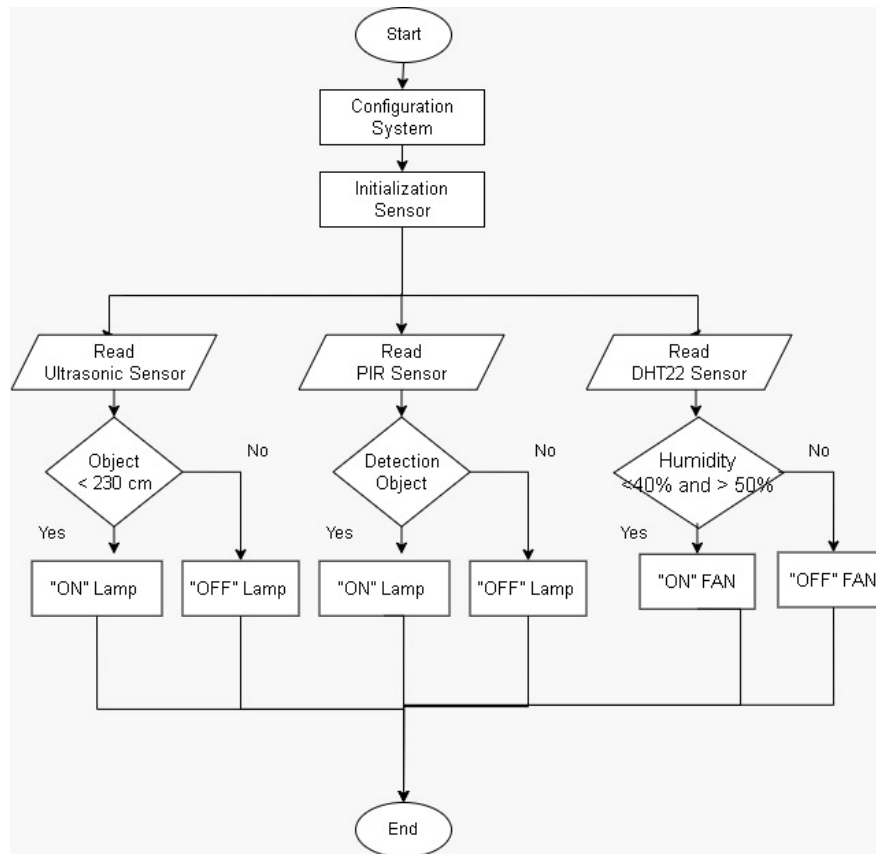 Start
Configuration
System
Initialization
Sensor
Read
Ultrasonic Sensor
Read
PIR Sensor
Read
DHT22 Sensor
Object
< 230 cm
No
Yes
Detection
Object
No
Yes
Humidity
<40% and > 50%
No
Yes
"ON" Lamp
"OFF" Lamp
"ON" Lamp
"OFF" Lamp
"ON" FAN
"OFF" FAN
End